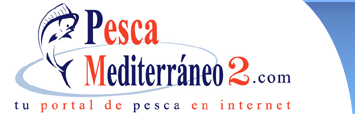 Pesca
Mediterráneo2.com
tu portal de pesca en internet